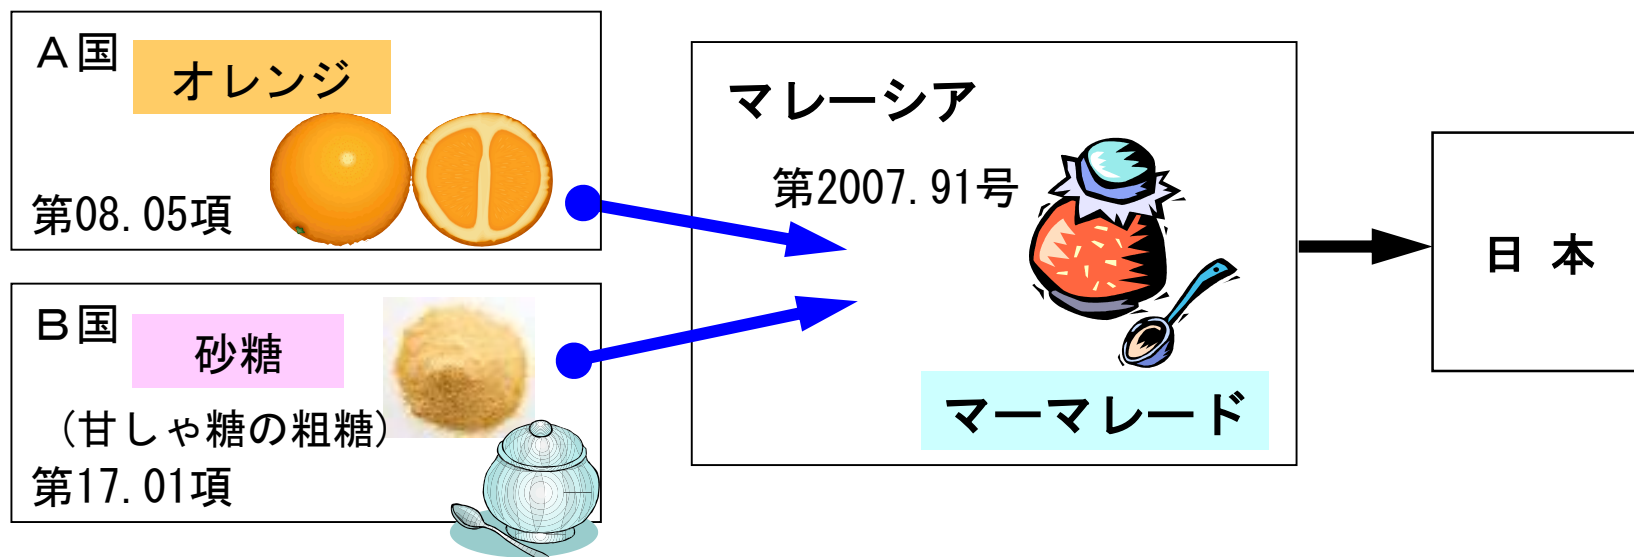 A国
オレンジ
第08.05項
B国
砂糖
(甘しゃ糖の粗糖)
第17.01項
マレーシア
第2007.91号
マーマレード
日 本